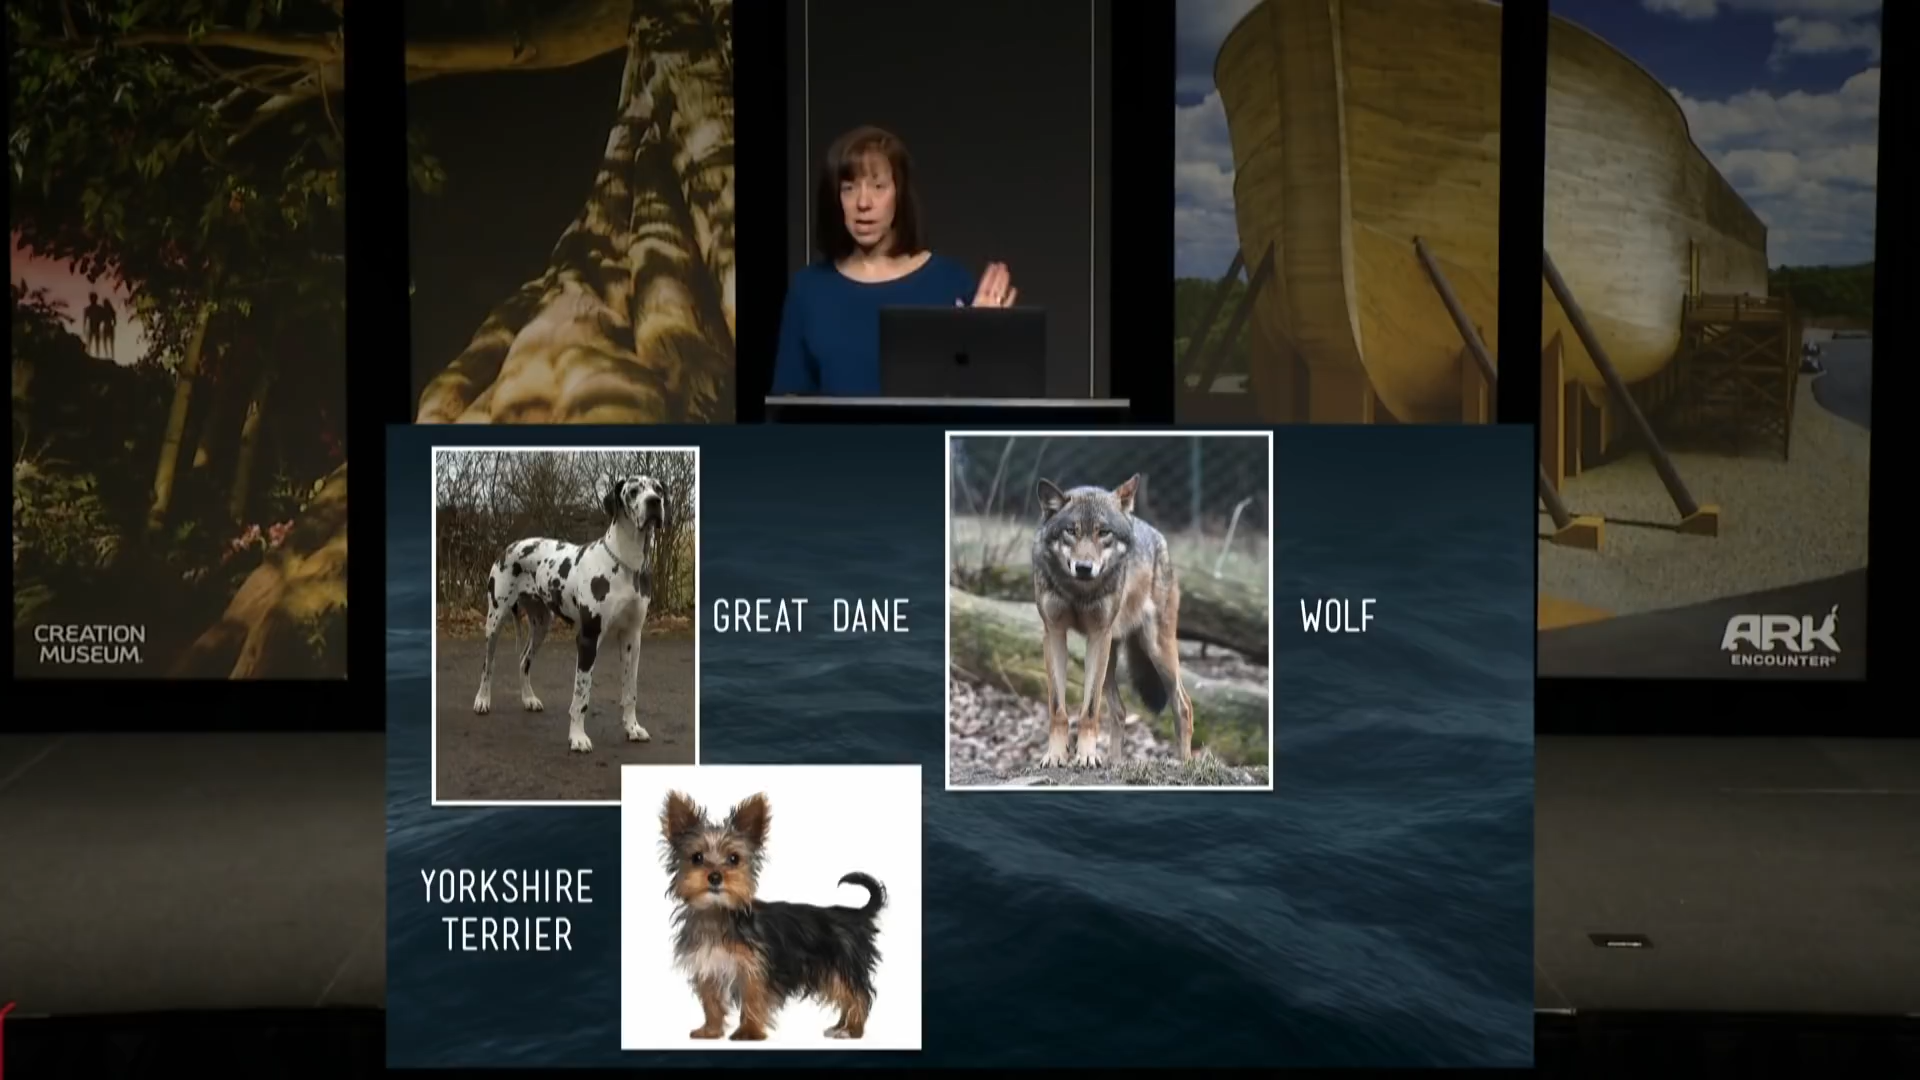 CREATION
MUSEUM
GREAT DANE
WOLF
YORKSHIRE
TERRIER
ARK
ENCOUNTER